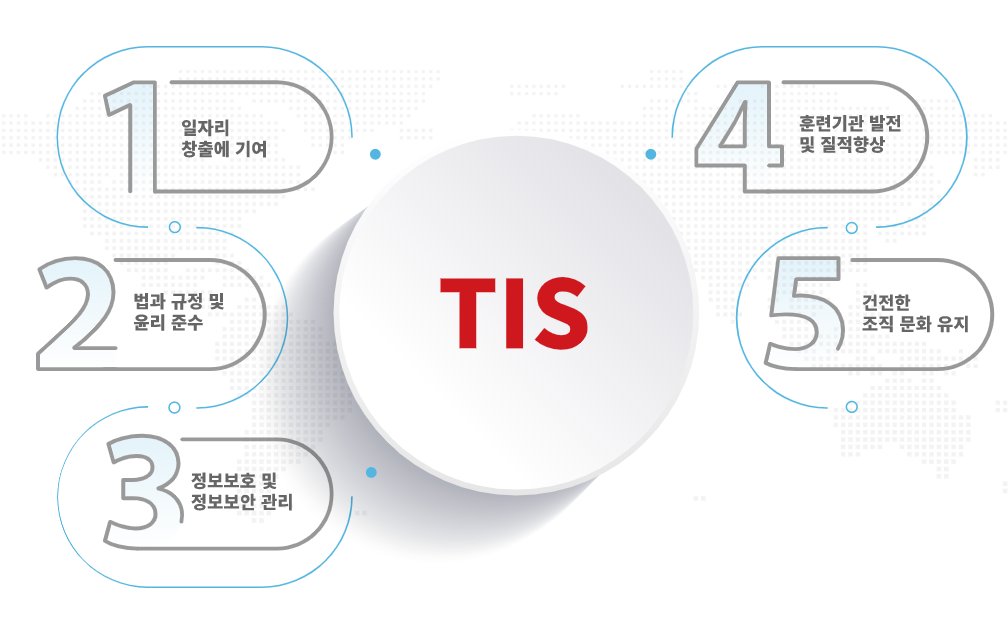 1
일자리
창출에 기여
2
법과 규정 및
윤리 준수
3
정보보호 및
정보보안 관리
TIS
4
훈련기관 발전
및 질적향상
5
건전한
조직 문화 유지